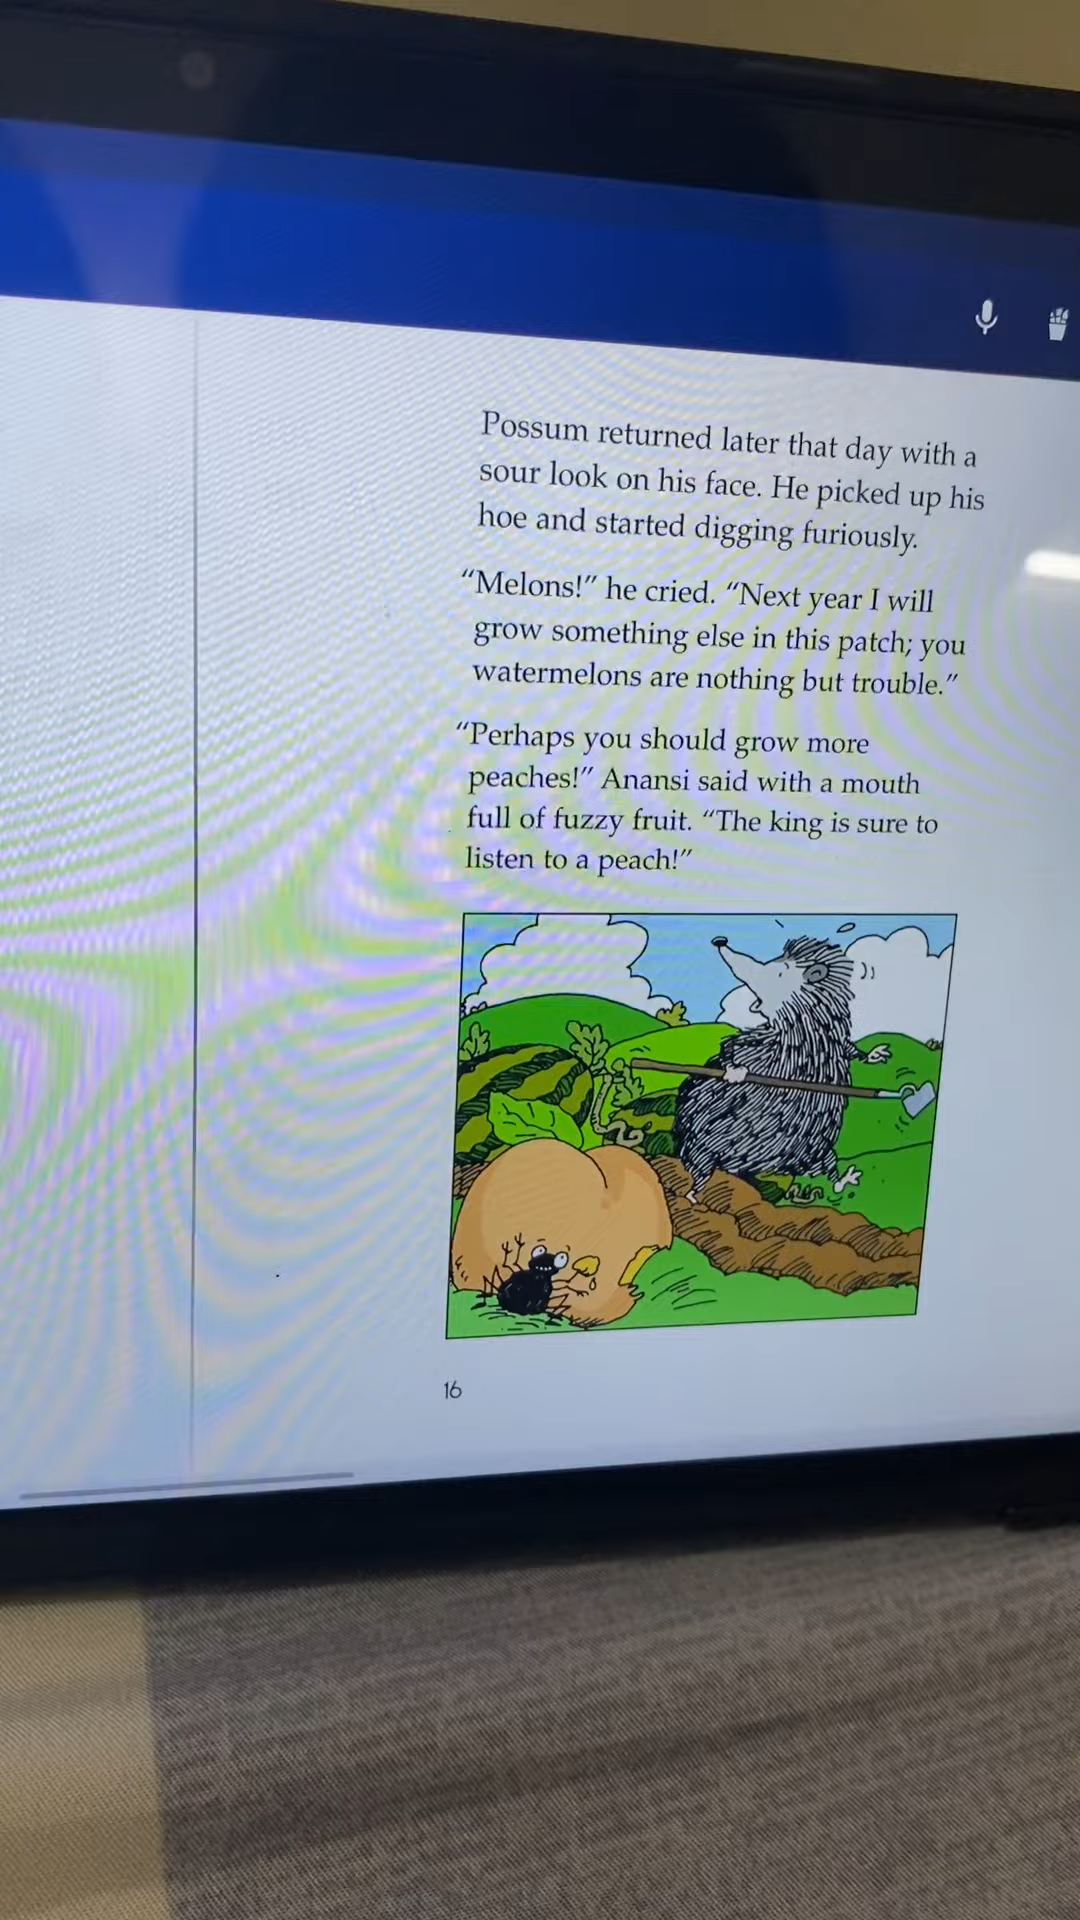 Possum returned later that day with a
sour look on his face. He picked up his
hoe and started digging furiously.
“Melons!” he cried. “Next year I will
grow something else in this patch; you
watermelons are nothing but trouble.”
“Perhaps you should grow more
peaches!” Anansi said with a mouth
full of fuzzy fruit. “The king is sure to
listen to a peach!”
16